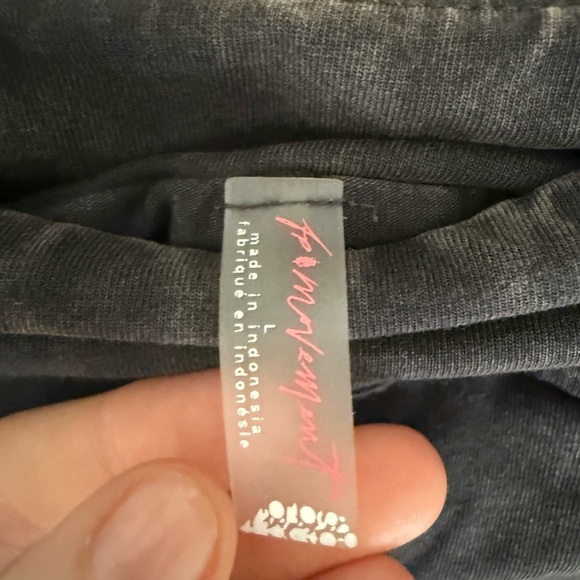 fp movement
L
made in indonesia
fabriqué en indonésie